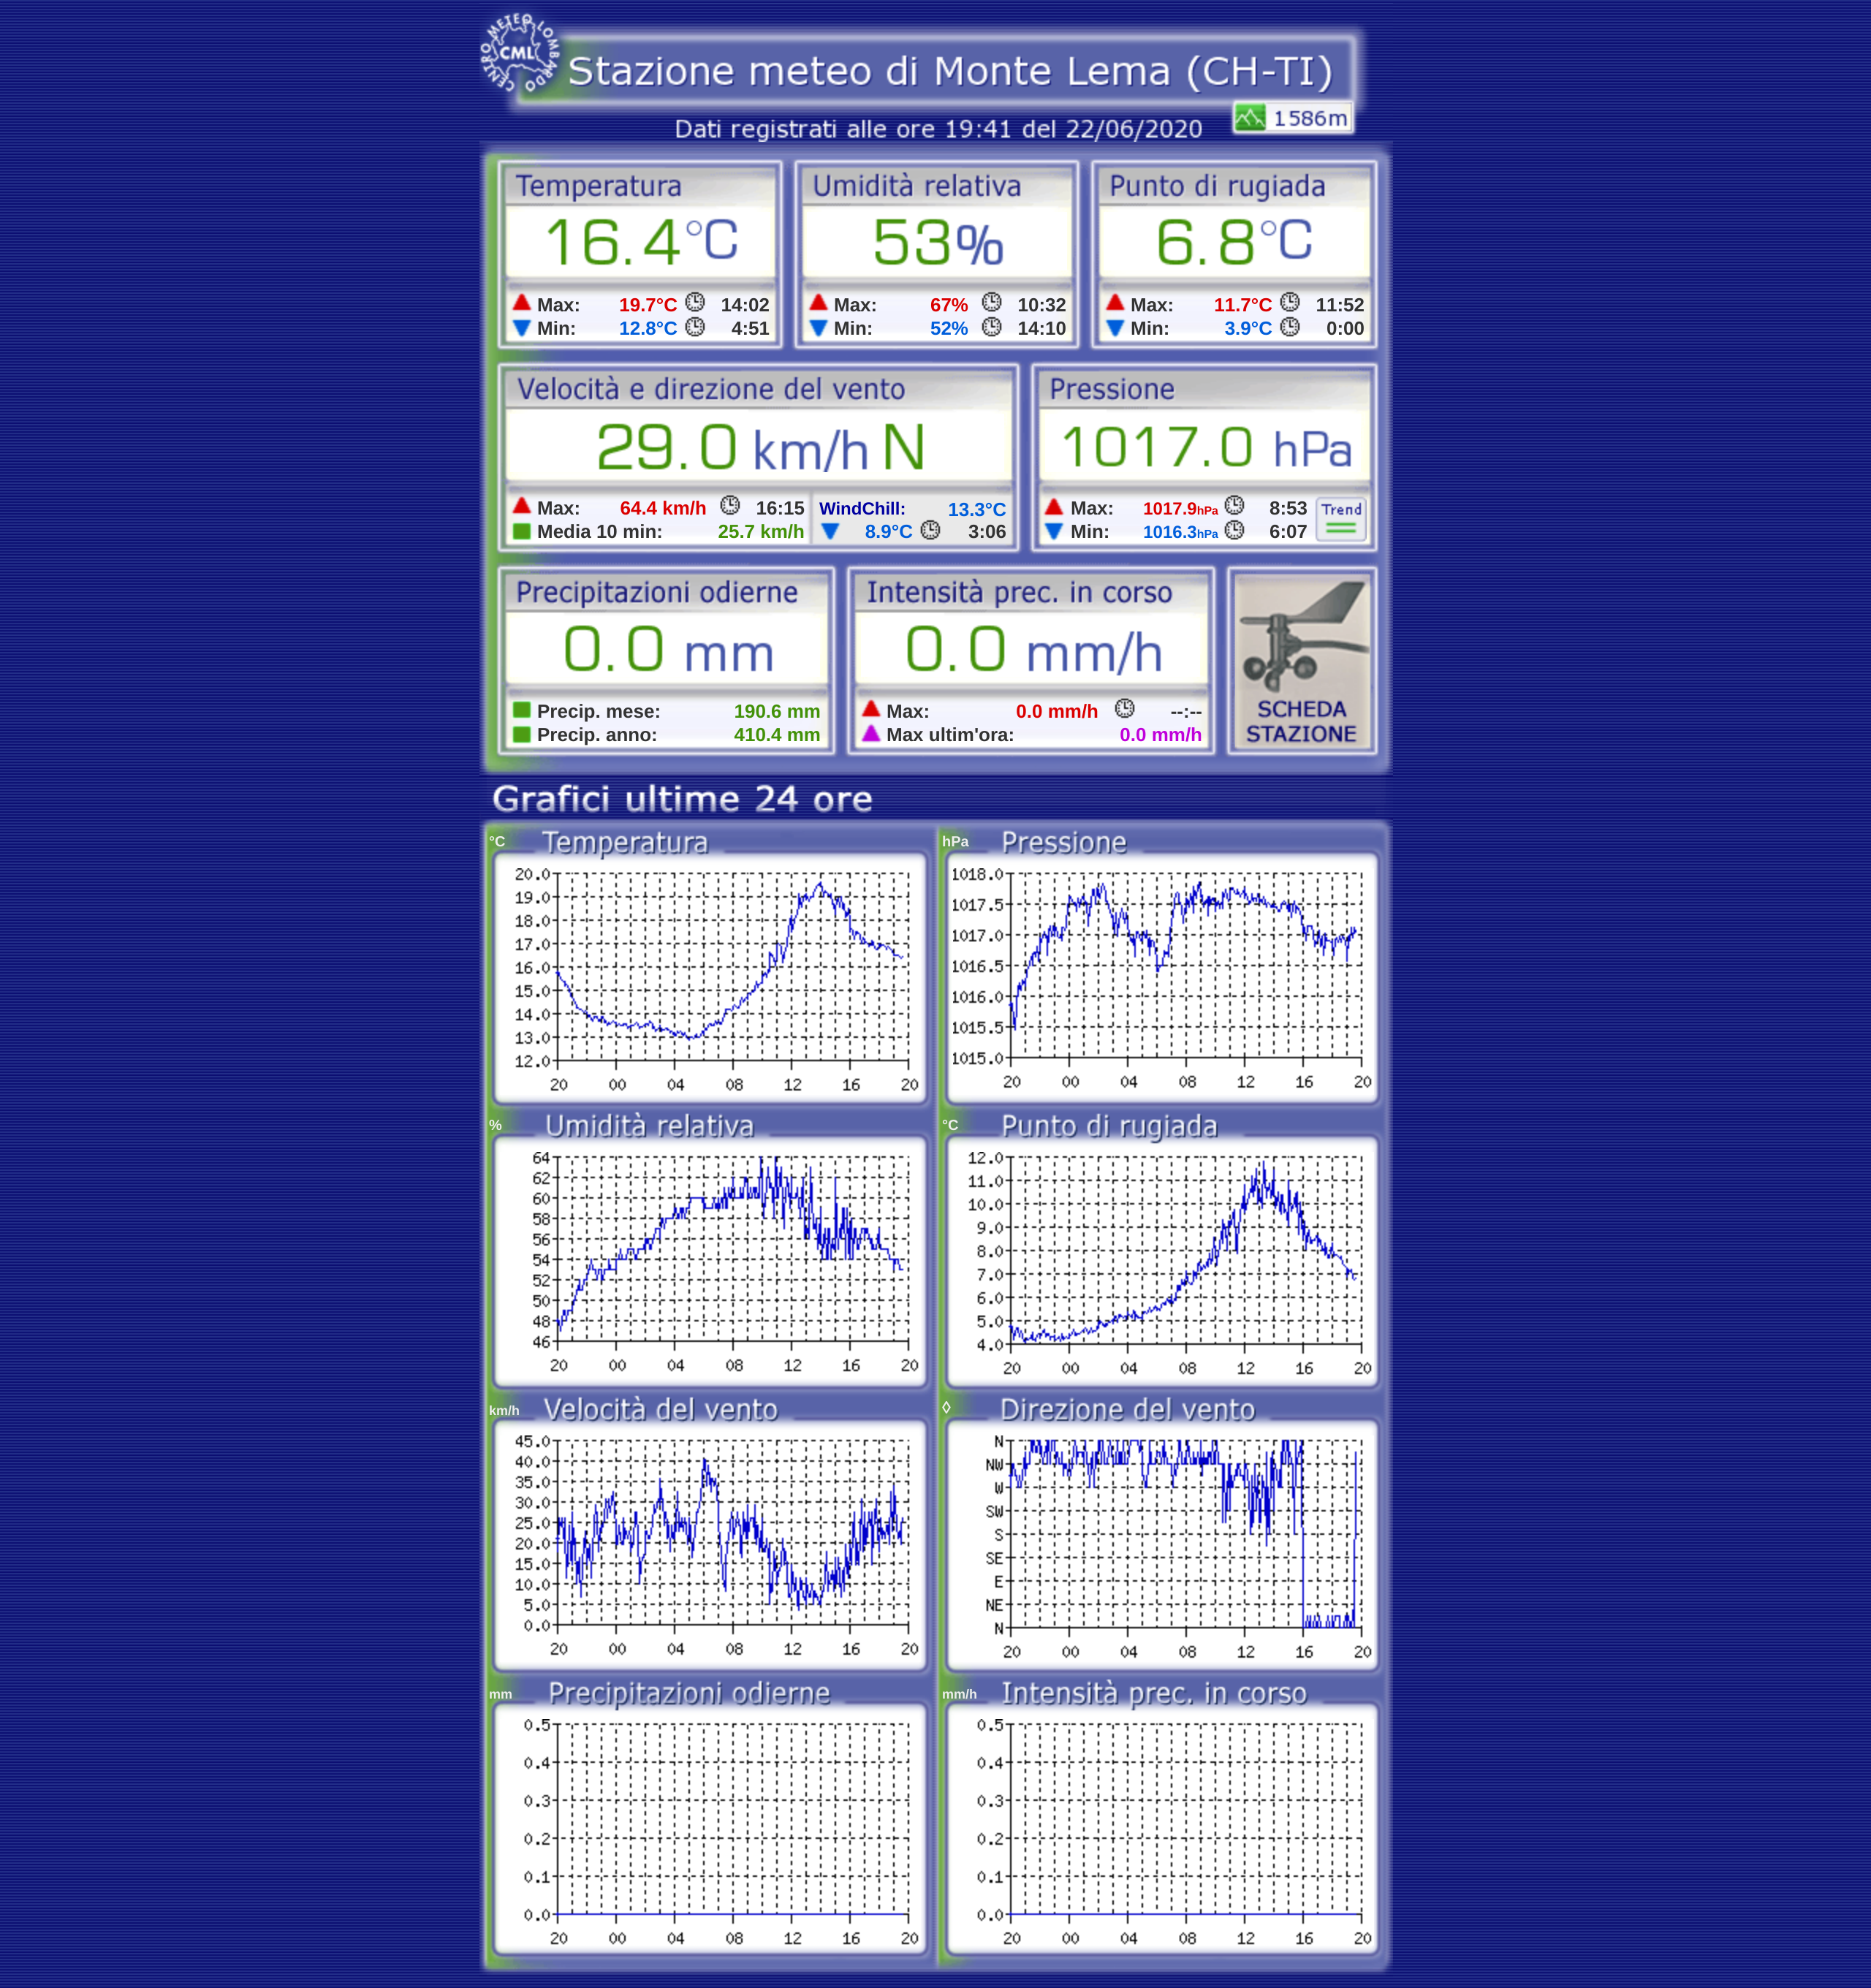 CENTRO METEO LOMBARDO
CML
Stazione meteo di Monte Lema (CH-TI)
1586m
Dati registrati alle ore 19:41 del 22/06/2020
Temperatura Umidità relativa Punto di rugiada
16.4°C 53% 6.8°C
Max: 19.7°C 14:02 Max: 67% 10:32 Max: 11.7°C 11:52
Min: 12.8°C 4:51 Min: 52% 14:10 Min: 3.9°C 0:00
Velocità e direzione del vento Pressione
29.0 km/h N 1017.0 hPa
Max: 64.4 km/h 16:15 WindChill: 13.3°C Max: 1017.9hPa 8:53 Trend
Media 10 min: 25.7 km/h 8.9°C 3:06 Min: 1016.3hPa 6:07
Precipitazioni odierne Intensità prec. in corso
0.0 mm 0.0 mm/h
Precip. mese: 190.6 mm Max: 0.0 mm/h --:-- SCHEDA
Precip. anno: 410.4 mm Max ultim'ora: 0.0 mm/h STAZIONE
Grafici ultime 24 ore
°C Temperatura
20.0
19.0
18.0
17.0
16.0
15.0
14.0
13.0
12.0
20 00 04 08 12 16 20
hPa Pressione
1018.0
1017.5
1017.0
1016.5
1016.0
1015.5
1015.0
20 00 04 08 12 16 20
% Umidità relativa
64
62
60
58
56
54
52
50
48
46
20 00 04 08 12 16 20
°C Punto di rugiada
12.0
11.0
10.0
9.0
8.0
7.0
6.0
5.0
4.0
20 00 04 08 12 16 20
km/h Velocità del vento
45.0
40.0
35.0
30.0
25.0
20.0
15.0
10.0
5.0
0.0
20 00 04 08 12 16 20
◊ Direzione del vento
N
NW
W
SW
S
SE
E
NE
N
20 00 04 08 12 16 20
mm Precipitazioni odierne
0.5
0.4
0.3
0.2
0.1
0.0
20 00 04 08 12 16 20
mm/h Intensità prec. in corso
0.5
0.4
0.3
0.2
0.1
0.0
20 00 04 08 12 16 20